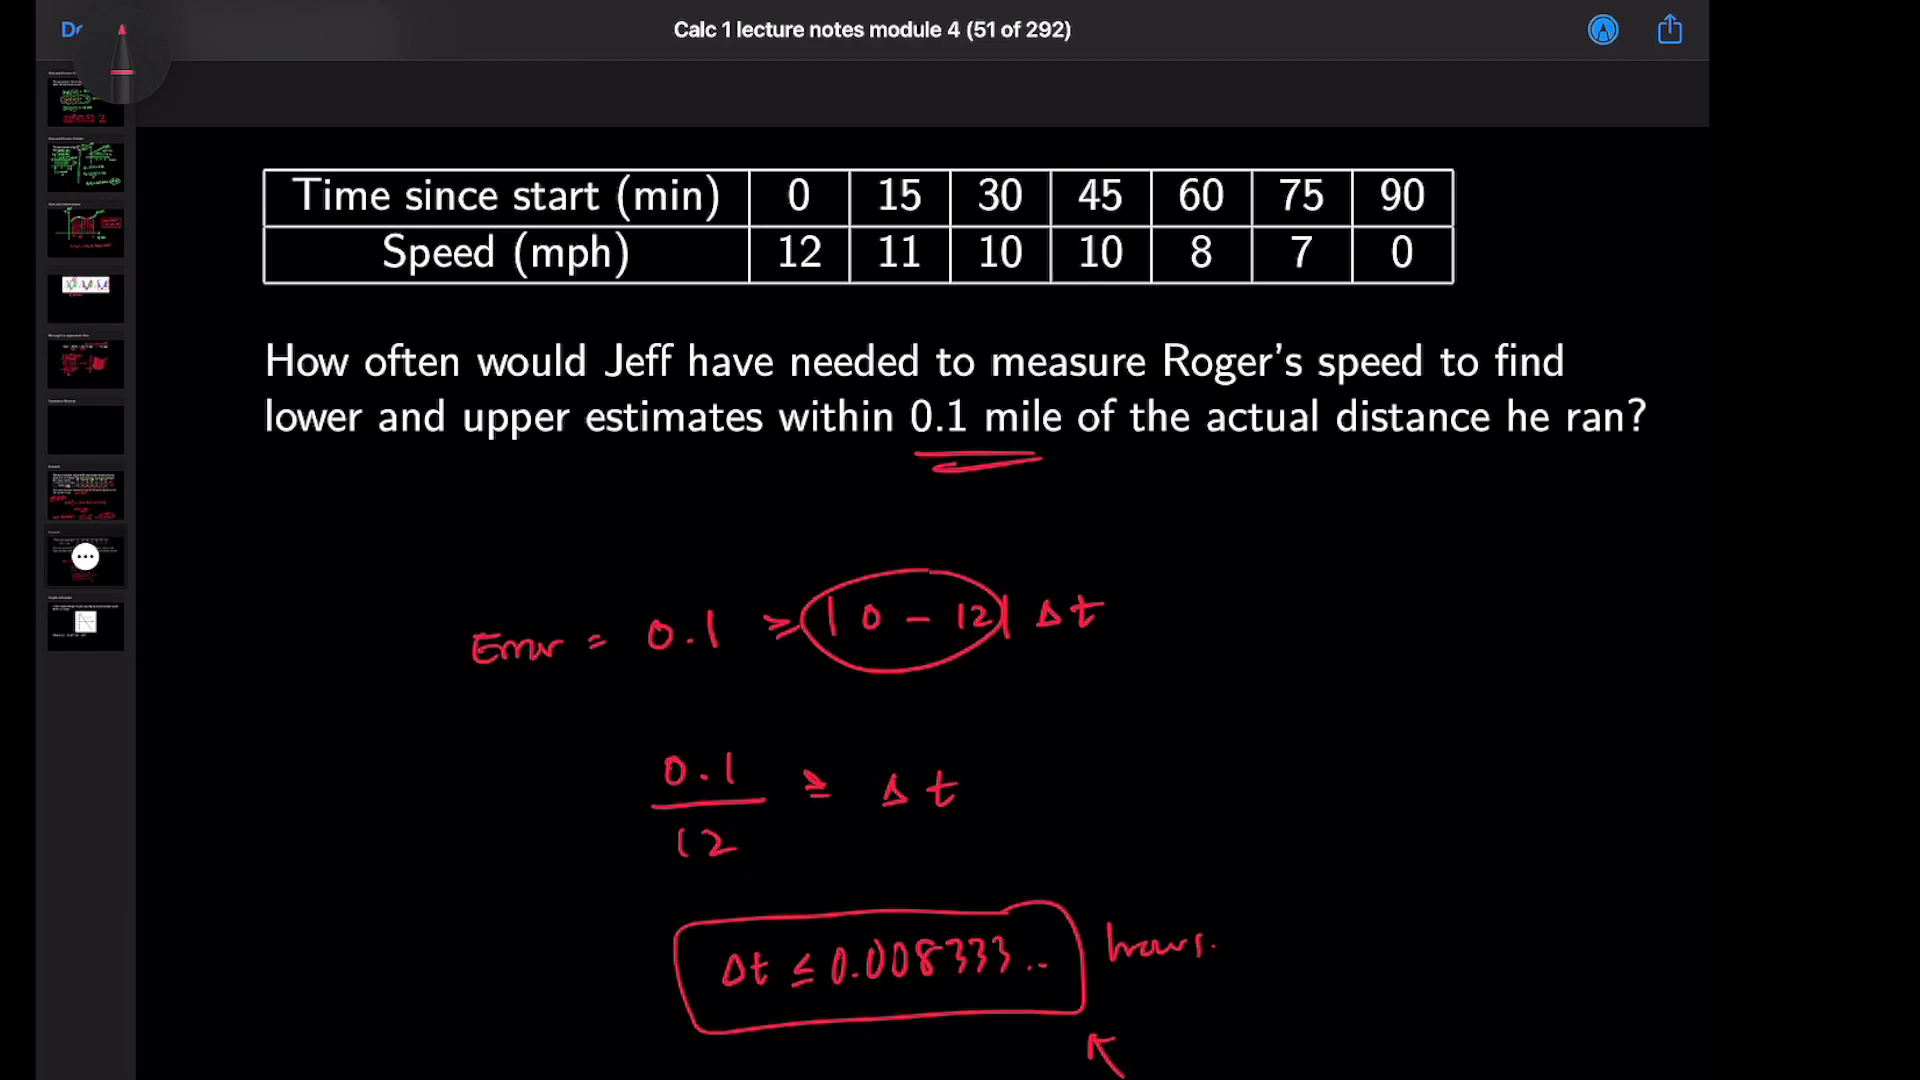 Dr
Calc 1 lecture notes module 4 (51 of 292)
Time since start (min) 0 15 30 45 60 75 90
Speed (mph) 12 11 10 10 8 7 0
How often would Jeff have needed to measure Roger's speed to find
lower and upper estimates within 0.1 mile of the actual distance he ran?
Error = 0.1 ≥ |0 - 12| Δt
0.1
12
≥ Δt
Δt ≤ 0.008333.. hours.